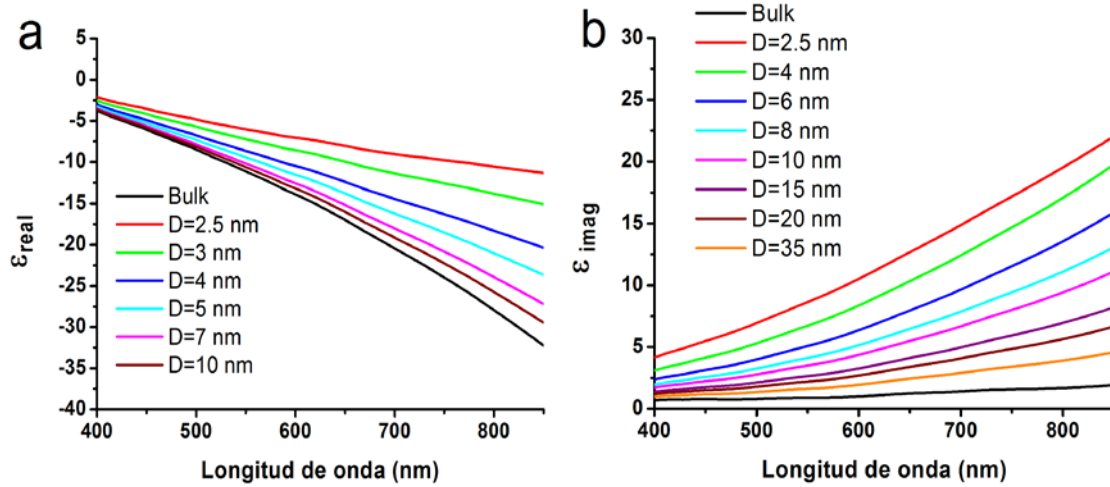 a
5
0
-5
-10
-15
-20
-25
-30
-35
-40
εreal
Bulk
D=2.5 nm
D=3 nm
D=4 nm
D=5 nm
D=7 nm
D=10 nm
400 500 600 700 800
Longitud de onda (nm)
b
30
25
20
15
10
5
0
ε imag
Bulk
D=2.5 nm
D=4 nm
D=6 nm
D=8 nm
D=10 nm
D=15 nm
D=20 nm
D=35 nm
400 500 600 700 800
Longitud de onda (nm)